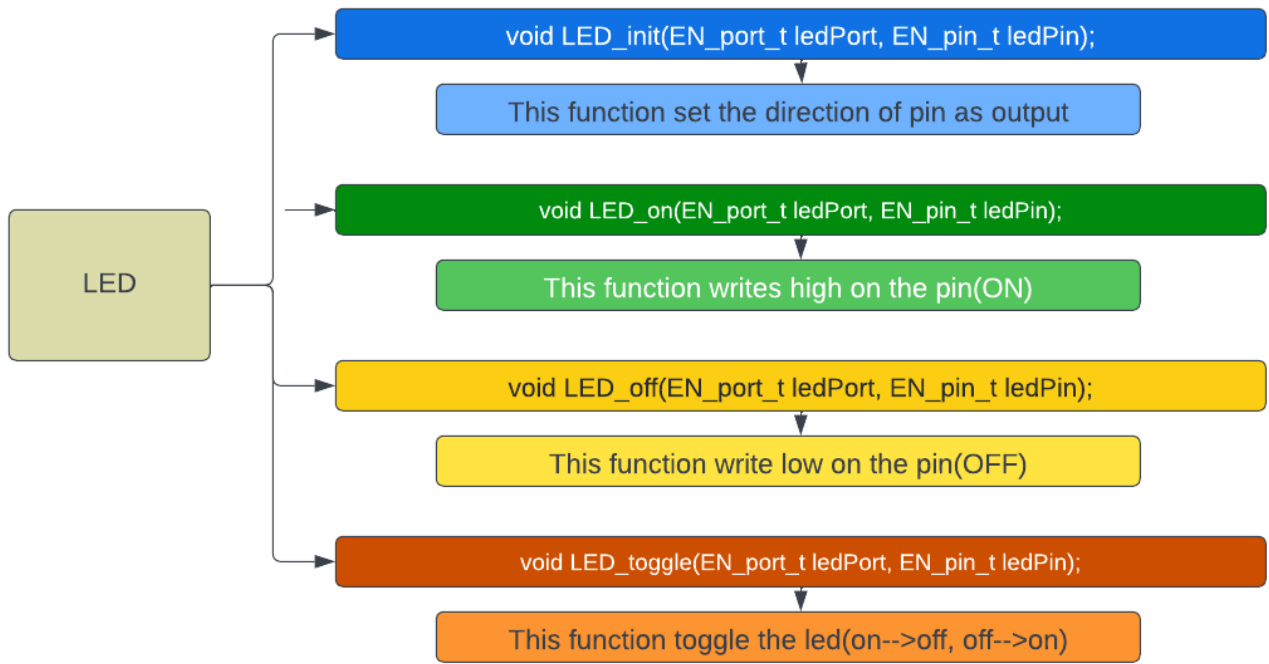 void LED_init(EN_port_t ledPort, EN_pin_t ledPin);
This function set the direction of pin as output
void LED_on(EN_port_t ledPort, EN_pin_t ledPin);
LED
This function writes high on the pin(ON)
void LED_off(EN_port_t ledPort, EN_pin_t ledPin);
This function write low on the pin(OFF)
void LED_toggle(EN_port_t ledPort, EN_pin_t ledPin);
This function toggle the led(on-->off, off-->on)